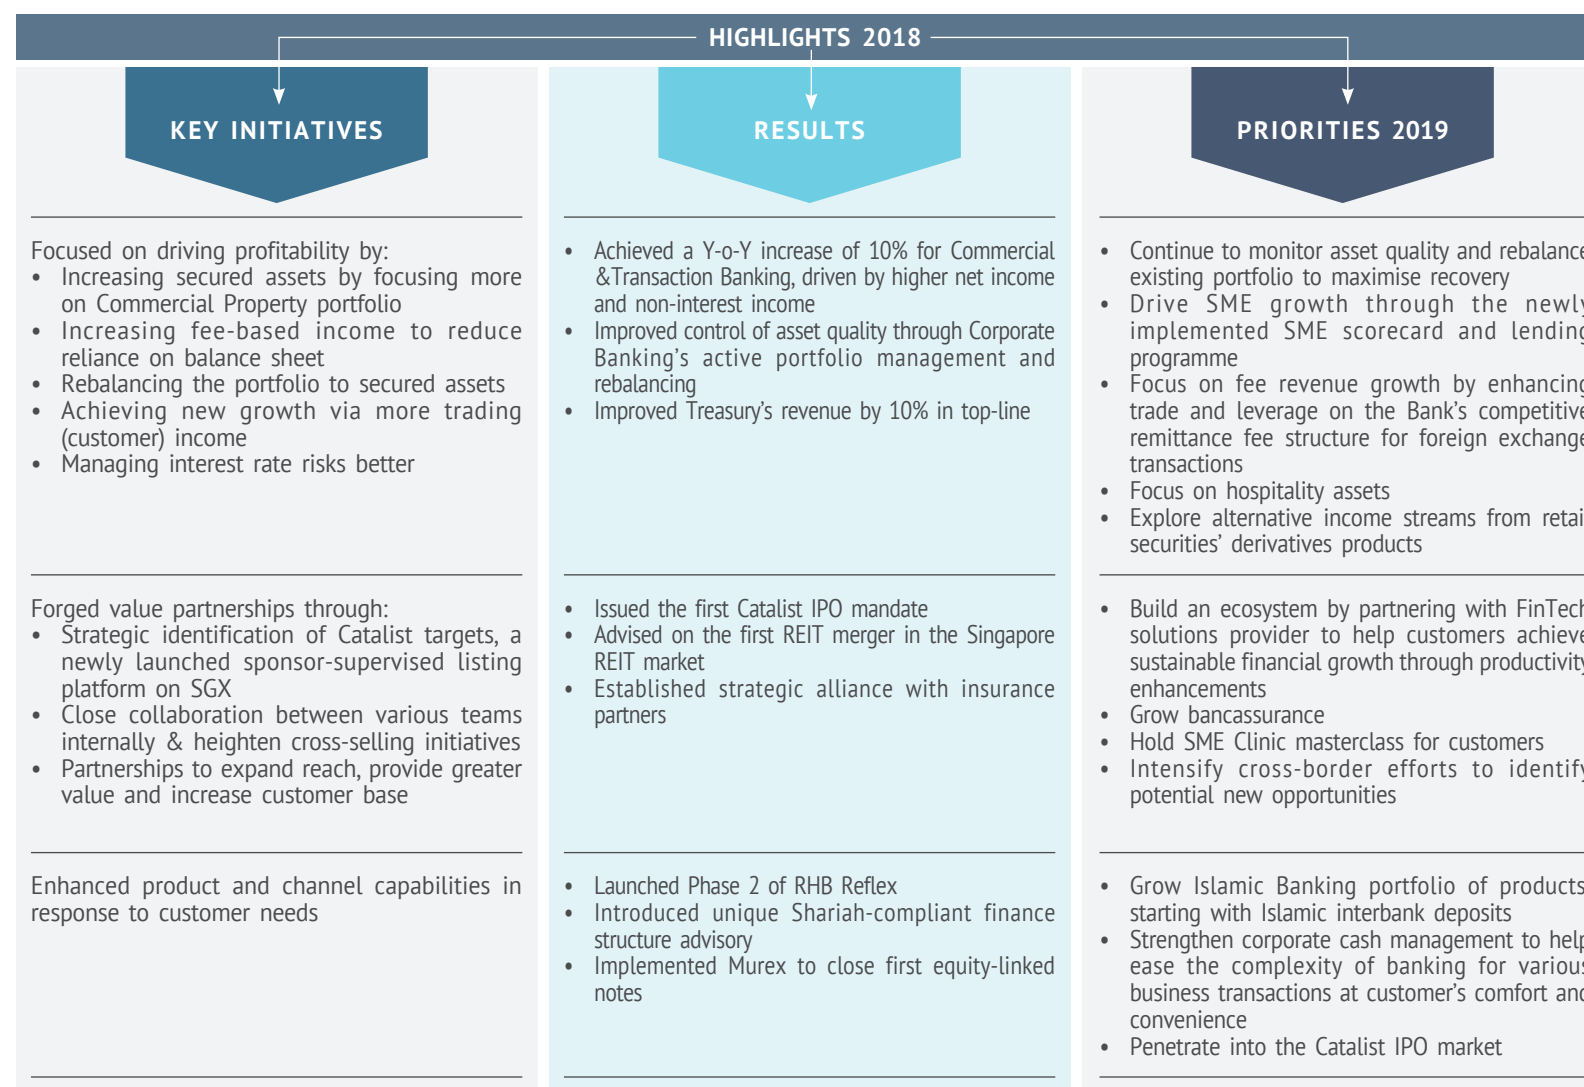 HIGHLIGHTS 2018
KEY INITIATIVES
RESULTS
PRIORITIES 2019
Focused on driving profitability by:
• Increasing secured assets by focusing more
on Commercial Property portfolio
• Increasing fee-based income to reduce
reliance on balance sheet
• Rebalancing the portfolio to secured assets
• Achieving new growth via more trading
(customer) income
• Managing interest rate risks better
• Achieved a Y-o-Y increase of 10% for Commercial
&Transaction Banking, driven by higher net income
and non-interest income
• Improved control of asset quality through Corporate
Banking’s active portfolio management and
rebalancing
• Improved Treasury’s revenue by 10% in top-line
• Continue to monitor asset quality and rebalance
existing portfolio to maximise recovery
• Drive SME growth through the newly
implemented SME scorecard and lending
programme
• Focus on fee revenue growth by enhancing
trade and leverage on the Bank’s competitive
remittance fee structure for foreign exchange
transactions
• Focus on hospitality assets
• Explore alternative income streams from retai
securities’ derivatives products
Forged value partnerships through:
• Strategic identification of Catalist targets, a
newly launched sponsor-supervised listing
platform on SGX
• Close collaboration between various teams
internally & heighten cross-selling initiatives
• Partnerships to expand reach, provide greater
value and increase customer base
• Issued the first Catalist IPO mandate
• Advised on the first REIT merger in the Singapore
REIT market
• Established strategic alliance with insurance
partners
• Build an ecosystem by partnering with FinTech
solutions provider to help customers achieve
sustainable financial growth through productivity
enhancements
• Grow bancassurance
• Hold SME Clinic masterclass for customers
• Intensify cross-border efforts to identify
potential new opportunities
Enhanced product and channel capabilities in
response to customer needs
• Launched Phase 2 of RHB Reflex
• Introduced unique Shariah-compliant finance
structure advisory
• Implemented Murex to close first equity-linked
notes
• Grow Islamic Banking portfolio of products
starting with Islamic interbank deposits
• Strengthen corporate cash management to help
ease the complexity of banking for various
business transactions at customer’s comfort and
convenience
• Penetrate into the Catalist IPO market